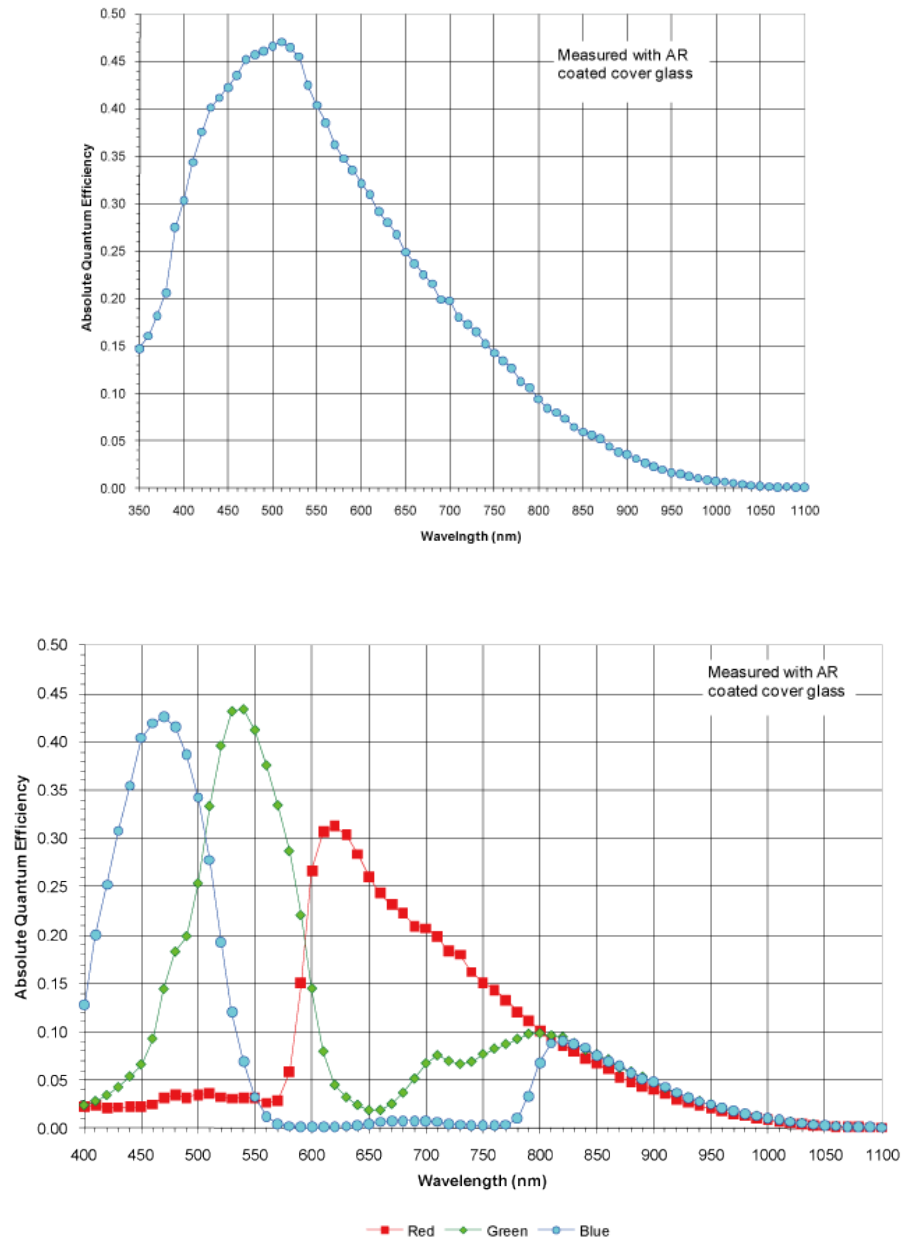 0.50
Measured with AR
coated cover glass
0.45
0.40
0.35
0.30
0.25
0.20
0.15
0.10
0.05
0.00
Absolute Quantum Efficiency
350 400 450 500 550 600 650 700 750 800 850 900 950 1000 1050 1100
Wavelngth (nm)
0.50
Measured with AR
coated cover glass
0.45
0.40
0.35
0.30
0.25
0.20
0.15
0.10
0.05
0.00
Absolute Quantum Efficiency
400 450 500 550 600 650 700 750 800 850 900 950 1000 1050 1100
Wavelength (nm)
Red Green Blue